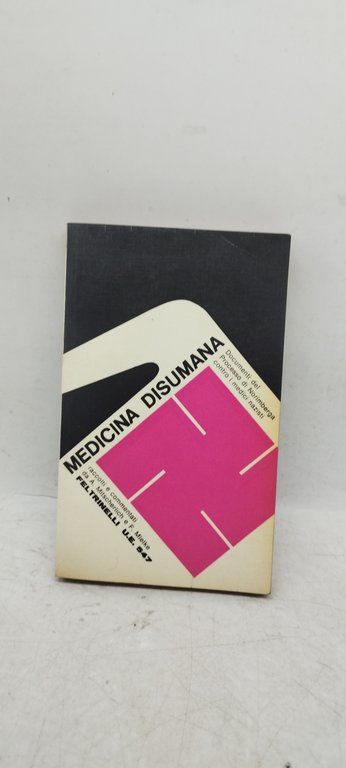 MEDICINA DISUMANA
Documenti del
Processo di Norimberga
contro i medici nazisti
raccolti e commentati
da A. Mitscherlich e F. Mielke
FELTRINELLI U.E. 547